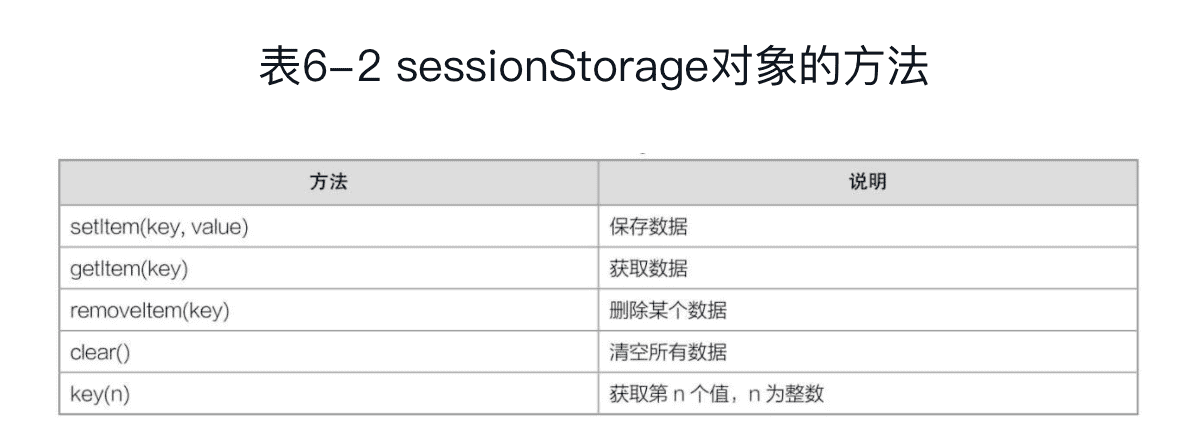 表6-2 sessionStorage对象的方法
方法 说明
setItem(key, value) 保存数据
getItem(key) 获取数据
removeItem(key) 删除某个数据
clear() 清空所有数据
key(n) 获取第 n 个值，n 为整数